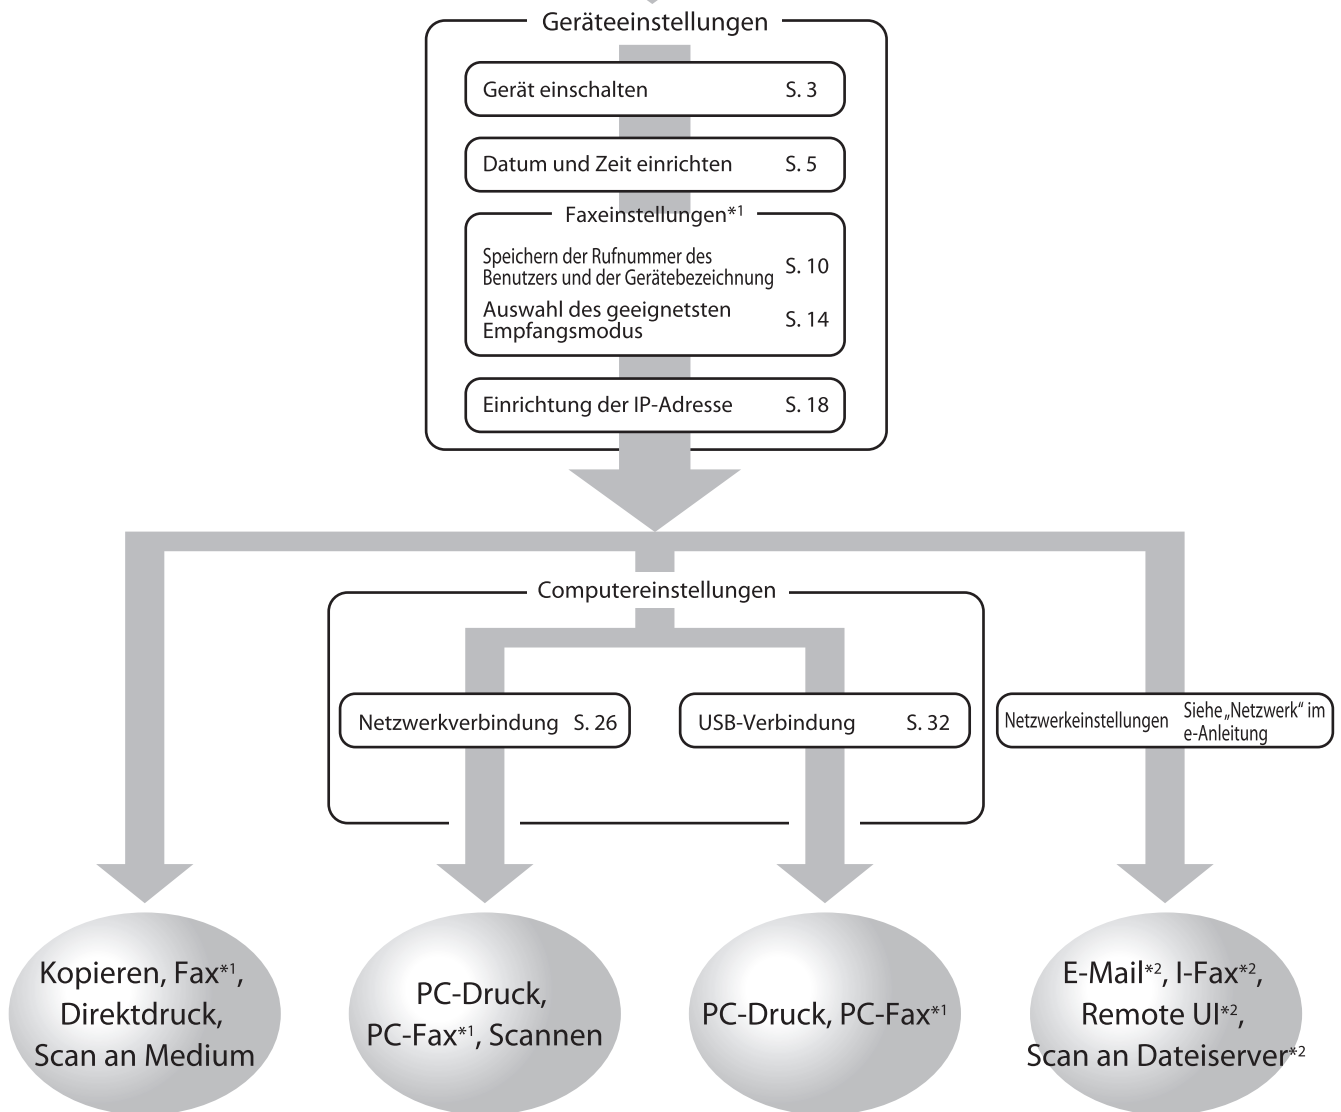 Geräteeinstellungen
Gerät einschalten S. 3
Datum und Zeit einrichten S. 5
Faxeinstellungen*1
Speichern der Rufnummer des
Benutzers und der Gerätebezeichnung S. 10
Auswahl des geeignetsten
Empfangsmodus S. 14
Einrichtung der IP-Adresse S. 18
Computereinstellungen
Netzwerkverbindung S. 26
USB-Verbindung S. 32
Netzwerkeinstellungen
Siehe „Netzwerk“ im
e-Anleitung
Kopieren, Fax*1,
Direktdruck,
Scan an Medium
PC-Druck,
PC-Fax*1, Scannen
PC-Druck, PC-Fax*1
E-Mail*2, I-Fax*2,
Remote UI*2,
Scan an Dateiserver*2